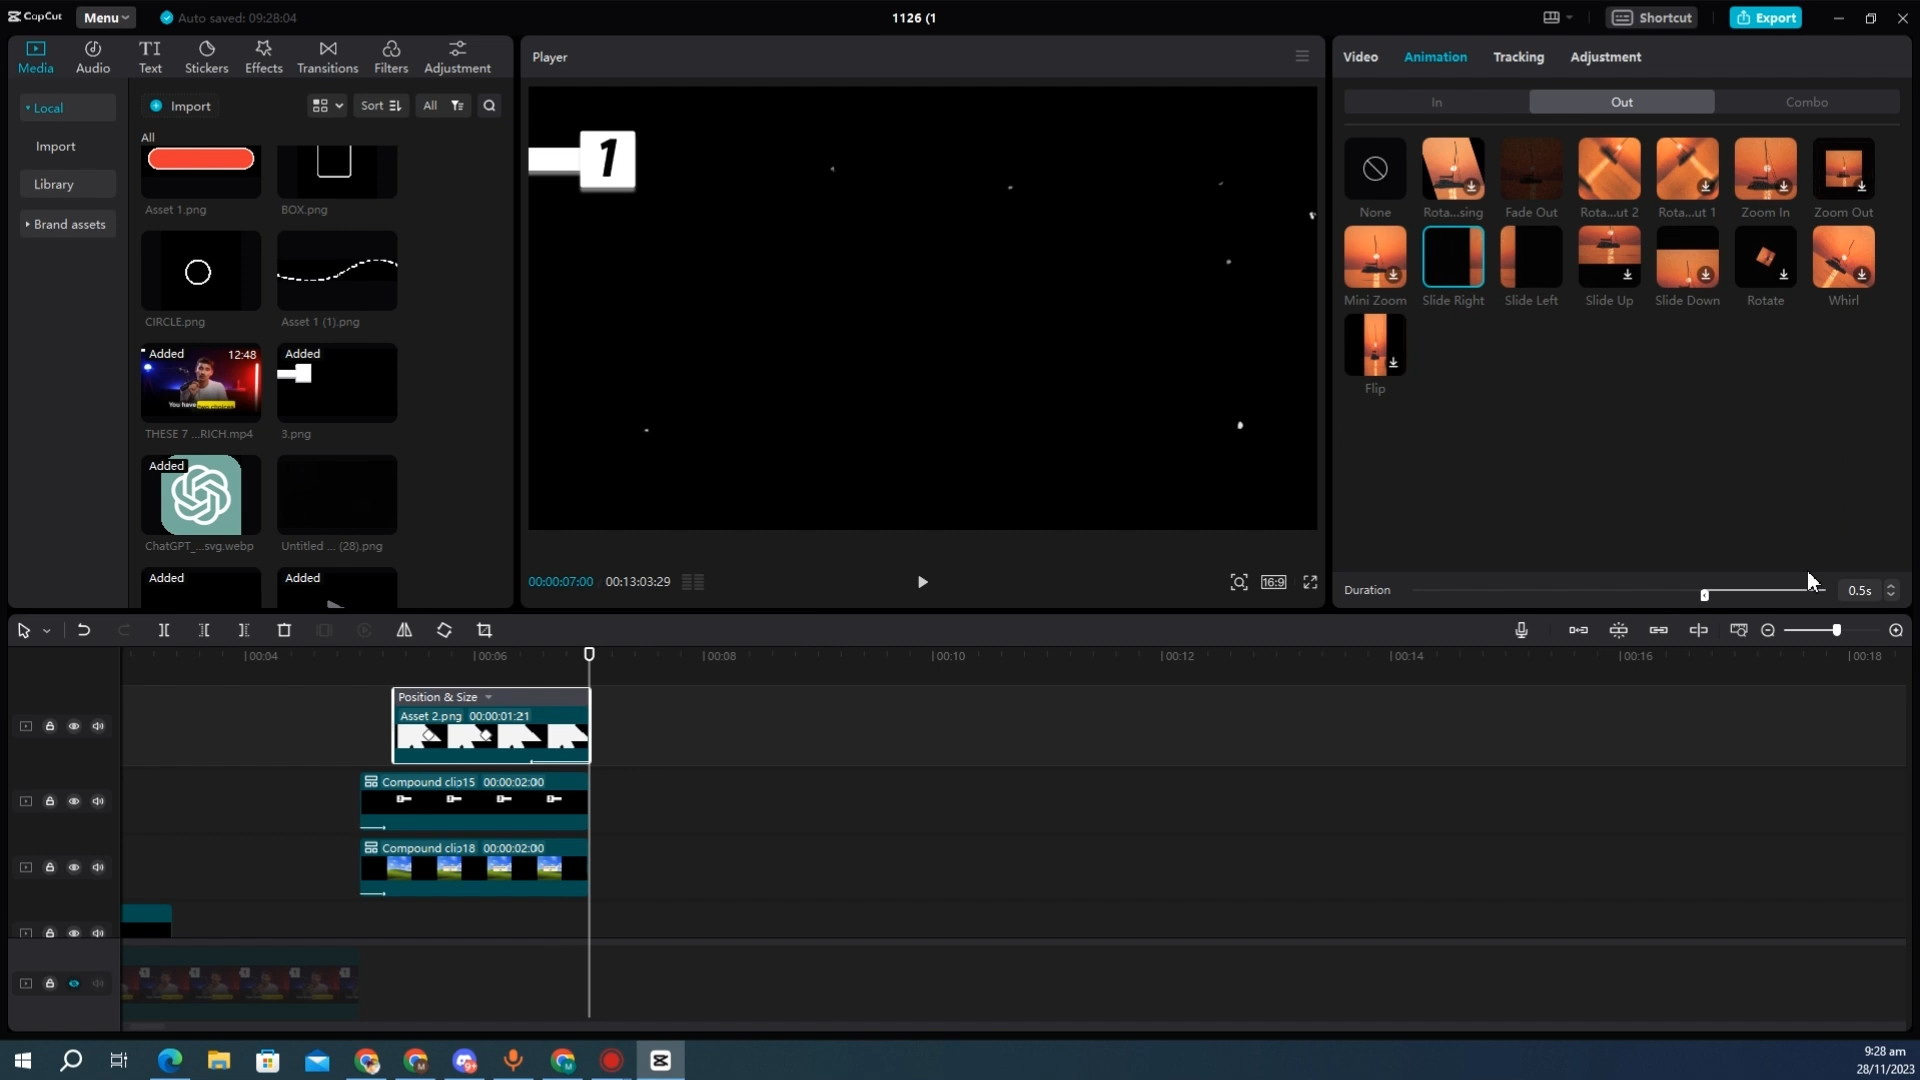 CapCut
Menu
Auto saved: 09:28:04
1126 (1
Shortcut
Export
Media
Audio
TI
Text
Stickers
Effects
Transitions
Filters
Adjustment
Player
Video
Animation
Tracking
Adjustment
Local
Import
Library
Brand assets
Import
Sort
All
All
Asset 1.png
BOX.png
CIRCLE.png
Asset 1 (1).png
Added
12:48
You have
Added
THESE 7 ...RICH.mp4
3.png
Added
ChatGPT_...svg.webp
Untitled ... (28).png
Added
Added
1
00:00:07:00
00:13:03:29
16:9
In
Out
Combo
None
Rota...sing
Fade Out
Rota...ut 2
Rota...ut 1
Zoom In
Zoom Out
Mini Zoom
Slide Right
Slide Left
Slide Up
Slide Down
Rotate
Whirl
Flip
Duration
0.5s
00:04
00:06
00:08
00:10
00:12
00:14
00:16
00:18
Position & Size
Asset 2.png 00:00:01:21
Compound clip15 00:00:02:00
Compound clip18 00:00:02:00
9+
M
M
9:28 am
28/11/2023